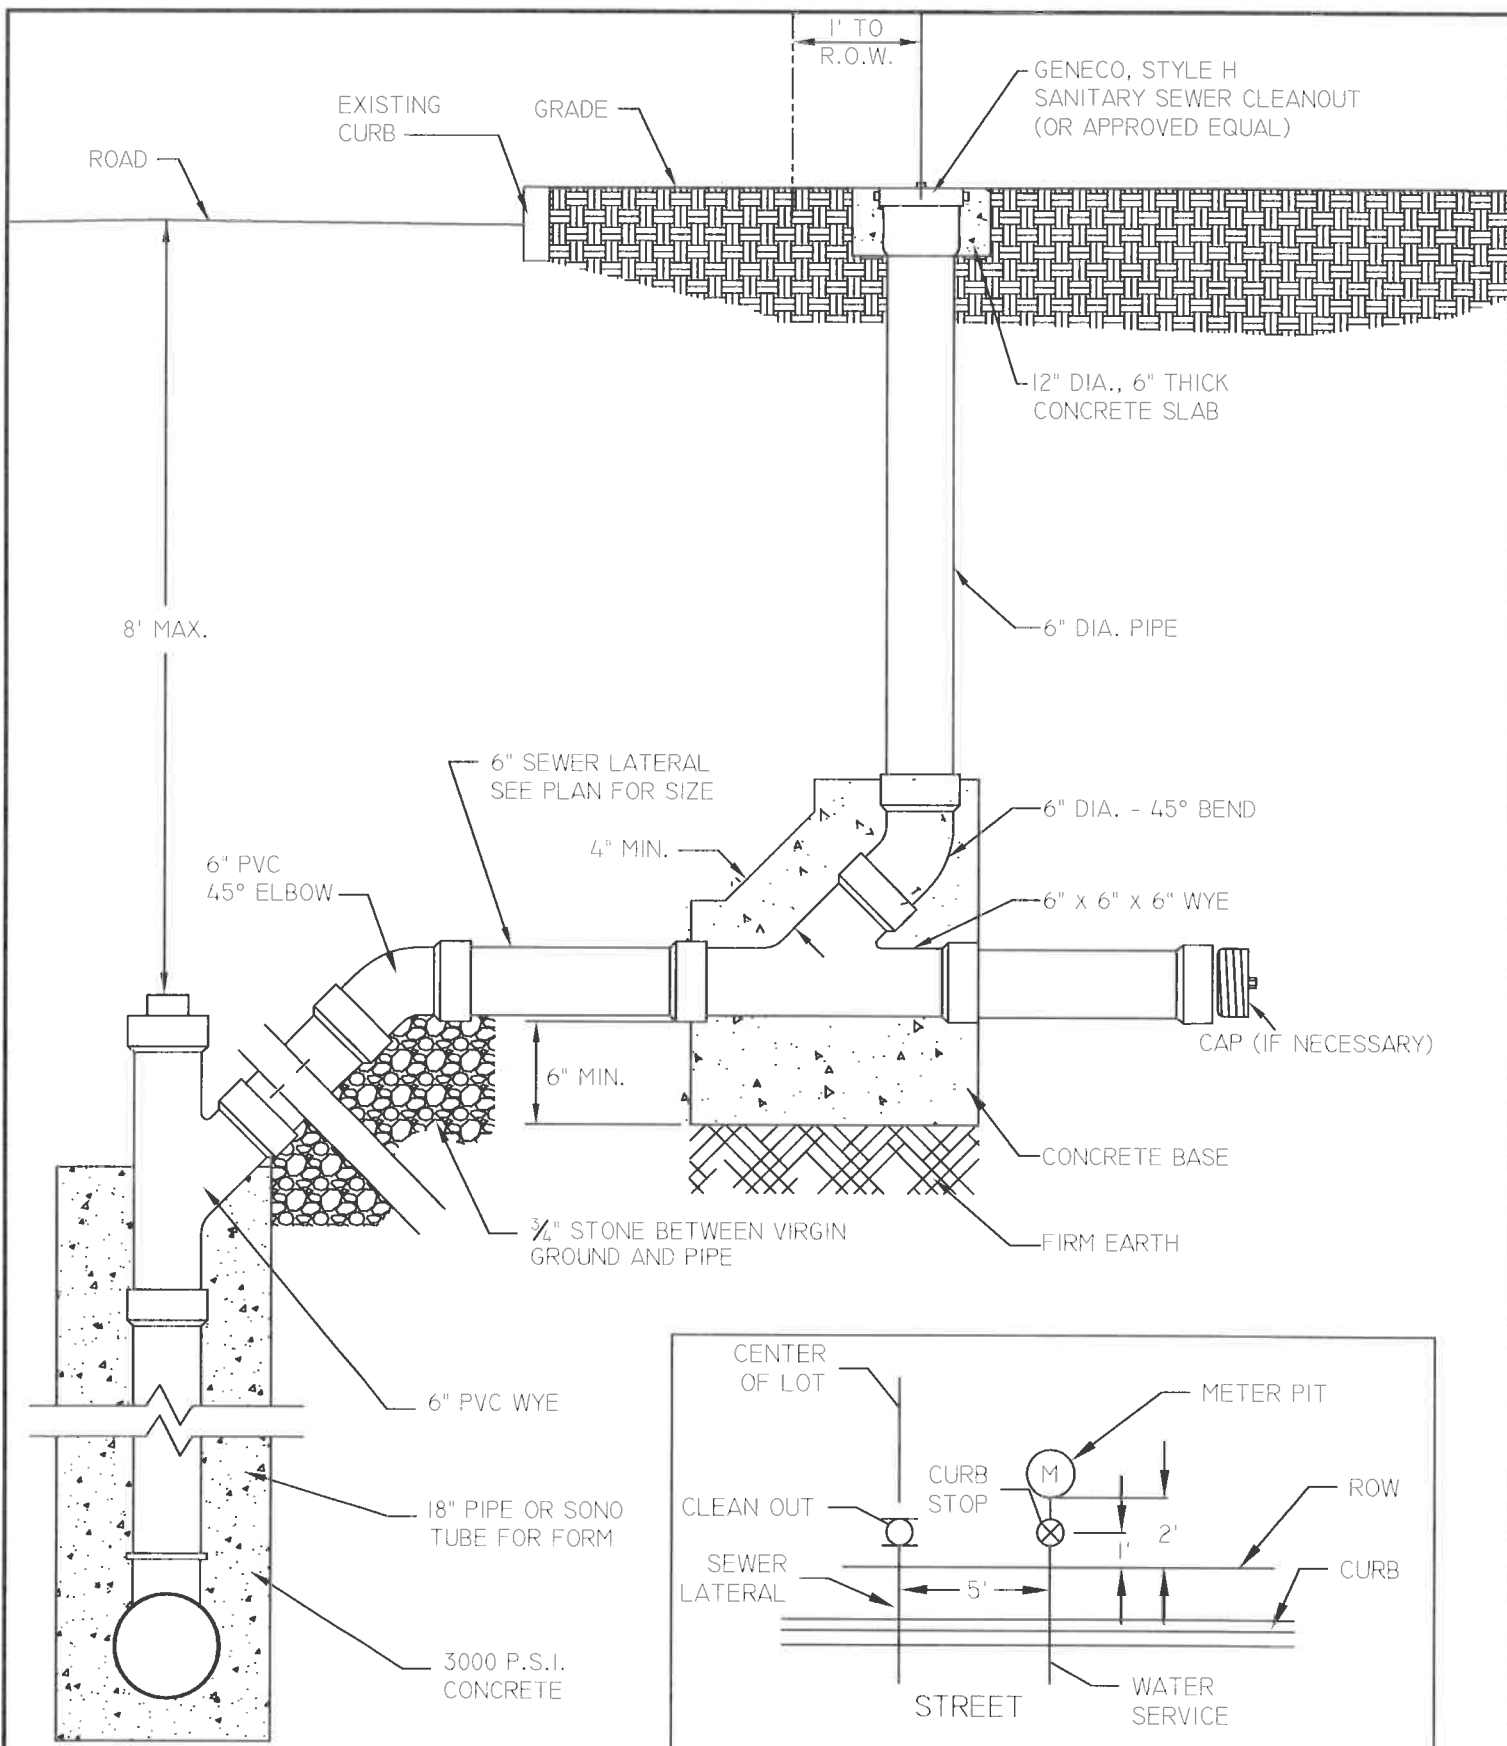 1' TO
R.O.W.
GENECO, STYLE H
SANITARY SEWER CLEANOUT
(OR APPROVED EQUAL)
EXISTING
CURB
GRADE
ROAD
12" DIA., 6" THICK
CONCRETE SLAB
8' MAX.
6" DIA. PIPE
6" SEWER LATERAL
SEE PLAN FOR SIZE
6" DIA. - 45° BEND
4" MIN.
6" PVC
45° ELBOW
6" X 6" X 6" WYE
CAP (IF NECESSARY)
6" MIN.
CONCRETE BASE
¾" STONE BETWEEN VIRGIN
GROUND AND PIPE
FIRM EARTH
6" PVC WYE
18" PIPE OR SONO
TUBE FOR FORM
3000 P.S.I.
CONCRETE
CENTER
OF LOT
METER PIT
M
CURB
STOP
CLEAN OUT
ROW
1'
2'
SEWER
LATERAL
5'
CURB
WATER
SERVICE
STREET